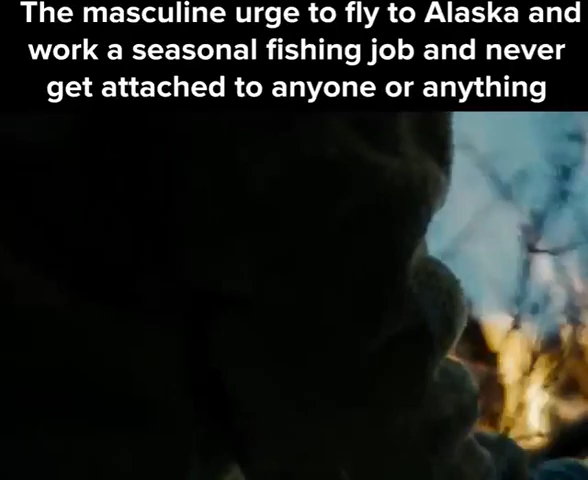 The masculine urge to fly to Alaska and
work a seasonal fishing job and never
get attached to anyone or anything